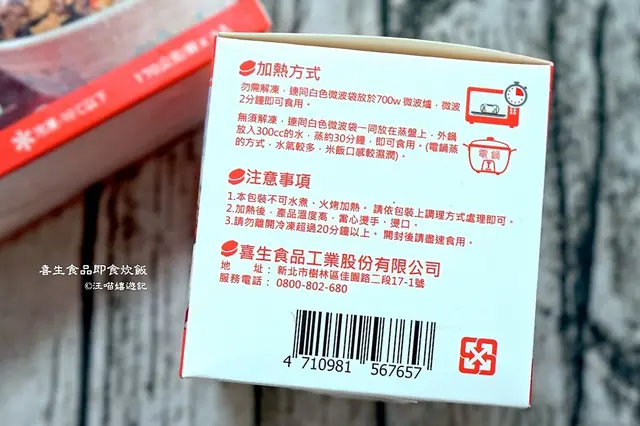 加熱方式
勿需解凍,連同白色微波袋放於700w 微波爐,微波
2分鐘即可食用。
無須解凍,連同白色微波袋一同放在蒸盤上,外鍋
放入300cc的水,蒸約30分鐘,即可食用。(電鍋蒸
的方式,水氣較多,米飯口感較濕潤)。
電鍋
注意事項
1.本包裝不可水煮、火烤加熱。請依包裝上調理方式處理即可。
2.加熱後,產品溫度高,當心燙手、燙口。
3.請勿離開冷凍超過20分鐘以上。開封後請盡速食用。
喜生食品工業股份有限公司
地 址:新北市樹林區佳園路二段17-1號
服務電話:0800-802-680
4 710981 567657
喜生食品即食炊飯
©汪喵嬉遊記